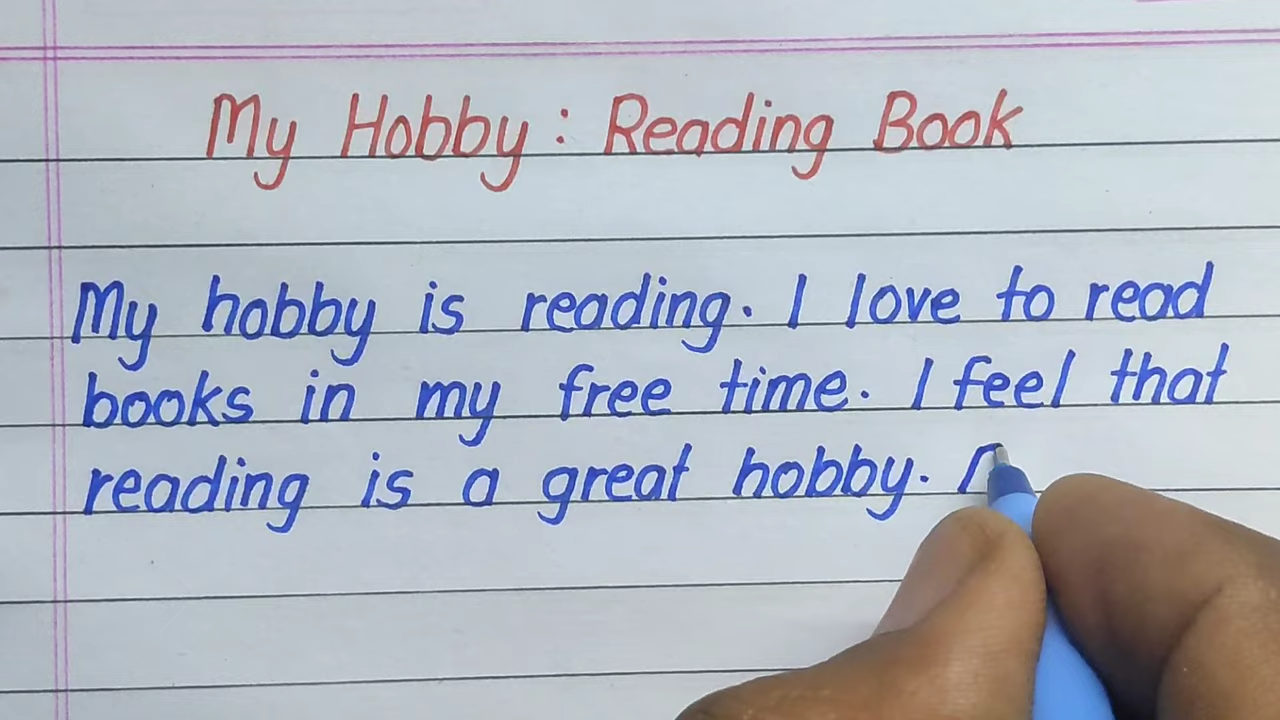 My Hobby : Reading Book
My hobby is reading. I love to read
books in my free time. I feel that
reading is a great hobby.